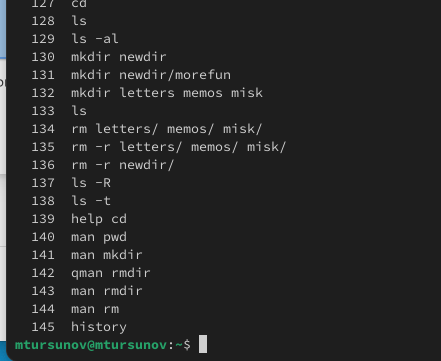 127 cd
128 ls
129 ls -al
130 mkdir newdir
131 mkdir newdir/morefun
132 mkdir letters memos misk
133 ls
134 rm letters/ memos/ misk/
135 rm -r letters/ memos/ misk/
136 rm -r newdir/
137 ls -R
138 ls -t
139 help cd
140 man pwd
141 man mkdir
142 qman rmdir
143 man rmdir
144 man rm
145 history
mtursunov@mtursunov:~$